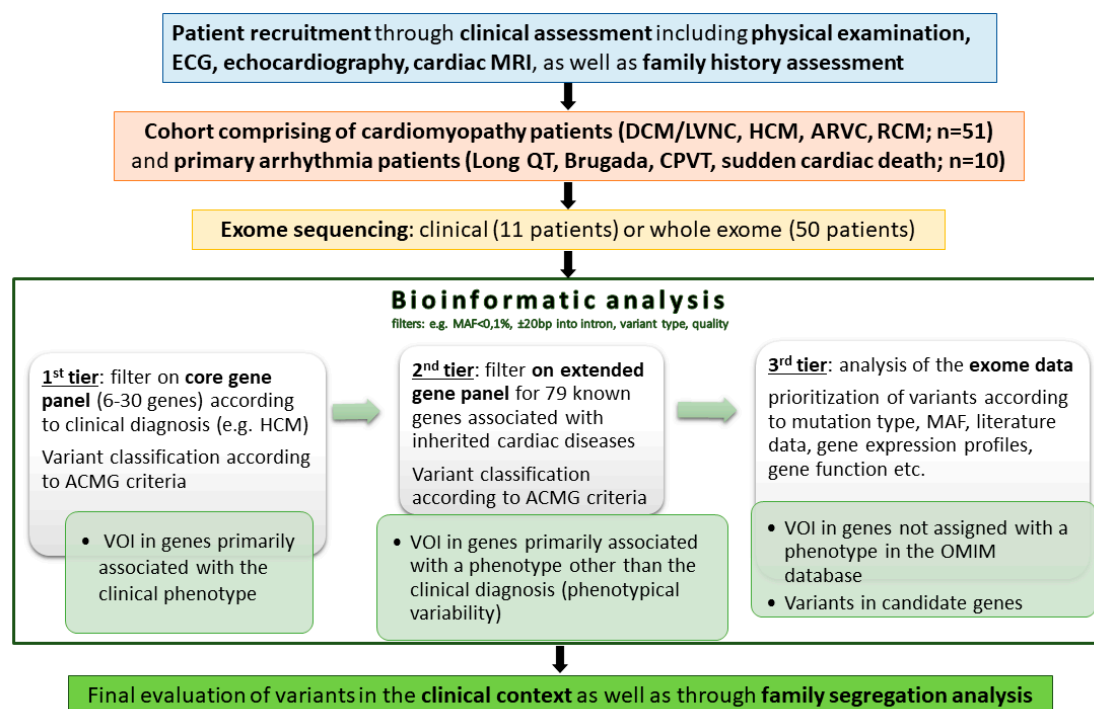 Patient recruitment through clinical assessment including physical examination,
ECG, echocardiography, cardiac MRI, as well as family history assessment
Cohort comprising of cardiomyopathy patients (DCM/LVNC, HCM, ARVC, RCM; n=51)
and primary arrhythmia patients (Long QT, Brugada, CPVT, sudden cardiac death; n=10)
Exome sequencing: clinical (11 patients) or whole exome (50 patients)
Bioinformatic analysis
filters: e.g. MAF<0,1%, ±20bp into intron, variant type, quality
1st tier: filter on core gene
panel (6-30 genes) according
to clinical diagnosis (e.g. HCM)
Variant classification according
to ACMG criteria
• VOI in genes primarily
associated with the
clinical phenotype
2nd tier: filter on extended
gene panel for 79 known
genes associated with
inherited cardiac diseases
Variant classification
according to ACMG criteria
• VOI in genes primarily associated
with a phenotype other than the
clinical diagnosis (phenotypical
variability)
3rd tier: analysis of the exome data
prioritization of variants according
to mutation type, MAF, literature
data, gene expression profiles,
gene function etc.
• VOI in genes not assigned with a
phenotype in the OMIM
database
• Variants in candidate genes
Final evaluation of variants in the clinical context as well as through family segregation analysis